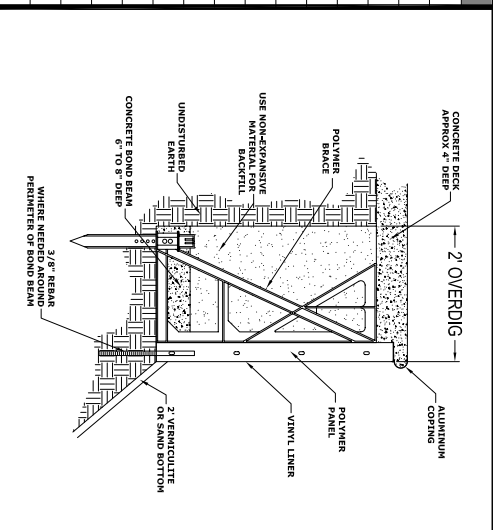 CONCRETE DECK
APPROX 4" DEEP
2' OVERDIG
ALUMINUM
COPING
POLYMER
BRACE
POLYMER
PANEL
USE NON-EXPANSIVE
MATERIAL FOR
BACKFILL
VINYL LINER
UNDISTURBED
EARTH
CONCRETE BOND BEAM
6" TO 8" DEEP
2' VERMICULITE
OR SAND BOTTOM
3/8" REBAR
WHERE NEEDED AROUND
PERIMETER OF BOND BEAM